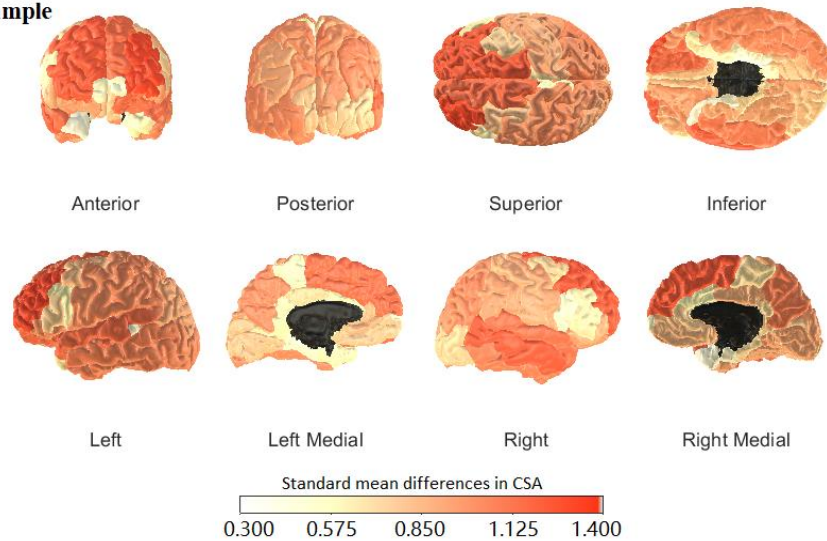 mple
Anterior
Posterior
Superior
Inferior
Left
Left Medial
Right
Right Medial
Standard mean differences in CSA
0.300 0.575 0.850 1.125 1.400